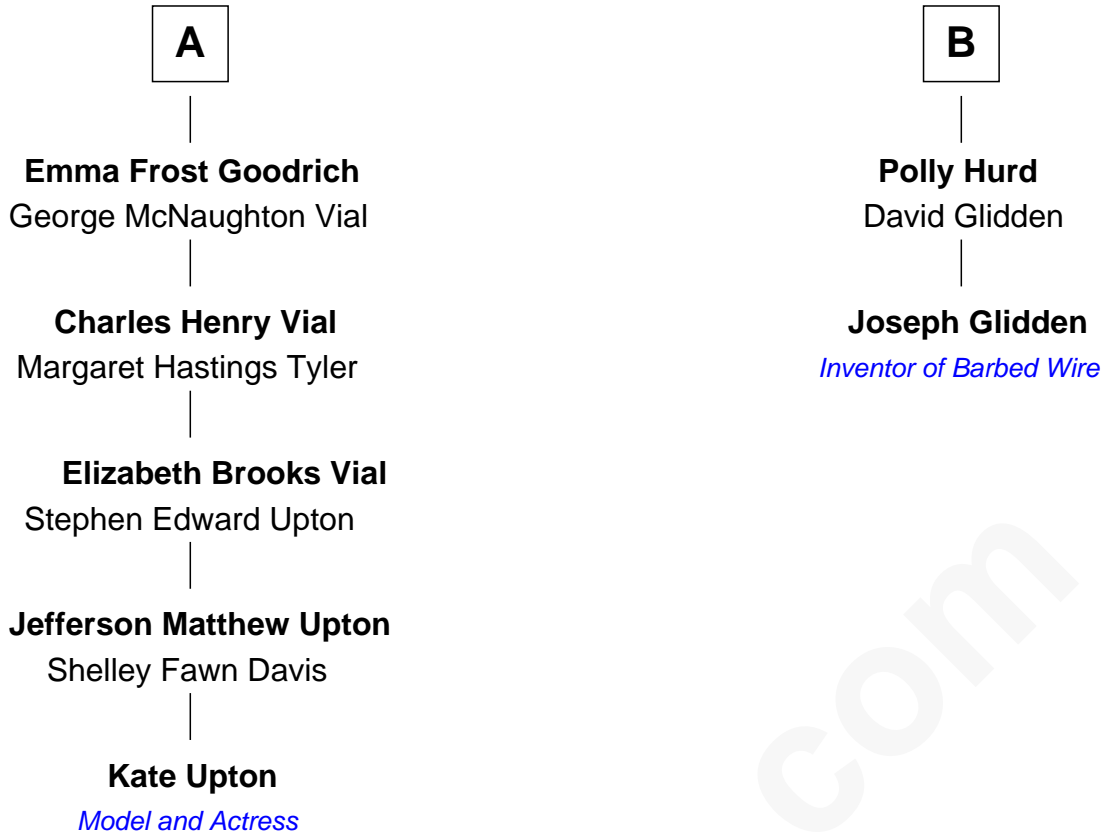 A
Emma Frost Goodrich
George McNaughton Vial
Charles Henry Vial
Margaret Hastings Tyler
Elizabeth Brooks Vial
Stephen Edward Upton
Jefferson Matthew Upton
Shelley Fawn Davis
Kate Upton
Model and Actress
B
Polly Hurd
David Glidden
Joseph Glidden
Inventor of Barbed Wire
com